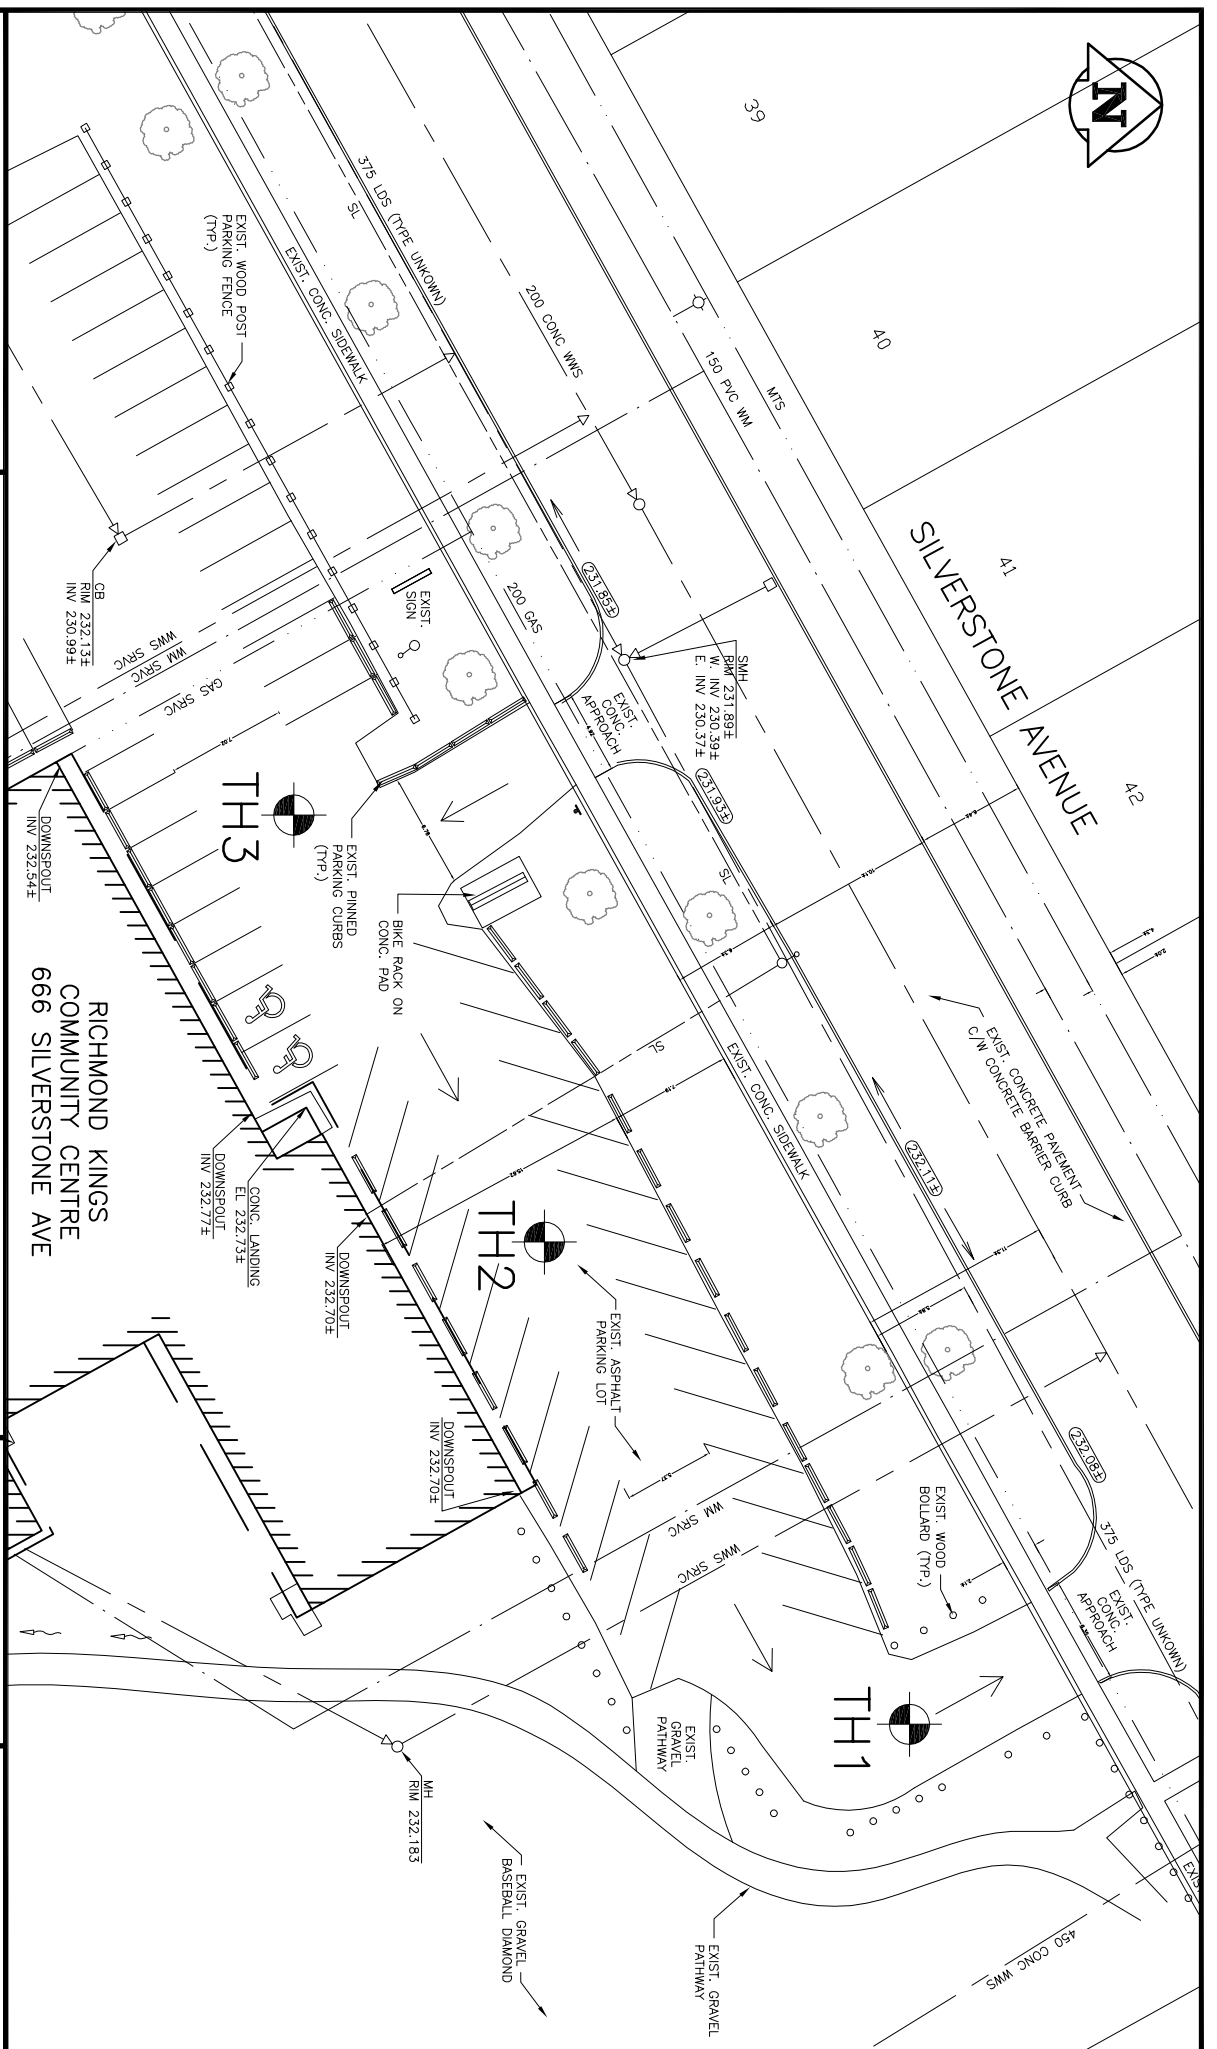 N
39
40
41
42
SILVERSTONE AVENUE
MTS
150 PVC WM
200 CONC WWS
375 LDS (TYPE UNKOWN)
SL
EXIST. CONC. SIDEWALK
EXIST. WOOD POST
PARKING FENCE
(TYP.)
CB
RIM 232.13±
INV 230.99±
WWS SRVC
WM SRVC
GAS SRVC
EXIST.
SIGN
200 GAS
231.85±
SMH
RIM 231.89±
W. INV 230.39±
E. INV 230.37±
EXIST.
CONC.
APPROACH
231.93±
SL
EXIST. CONCRETE PAVEMENT
C/W CONCRETE BARRIER CURB
232.11±
232.08±
375 LDS (TYPE UNKOWN)
EXIST.
CONC.
APPROACH
EXIST. CONC. SIDEWALK
SL
TH3
EXIST. PINNED
PARKING CURBS
(TYP.)
BIKE RACK ON
CONC. PAD
DOWNSPOUT
INV 232.54±
RICHMOND KINGS
COMMUNITY CENTRE
666 SILVERSTONE AVE
DOWNSPOUT
INV 232.77±
CONC. LANDING
EL 232.73±
DOWNSPOUT
INV 232.70±
TH2
EXIST. ASPHALT
PARKING LOT
DOWNSPOUT
INV 232.70±
WM SRVC
WWS SRVC
EXIST. WOOD
BOLLARD (TYP.)
TH1
EXIST.
GRAVEL
PATHWAY
MH
RIM 232.183
EXIST. GRAVEL
BASEBALL DIAMOND
EXIST. GRAVEL
PATHWAY
450 CONC WWS